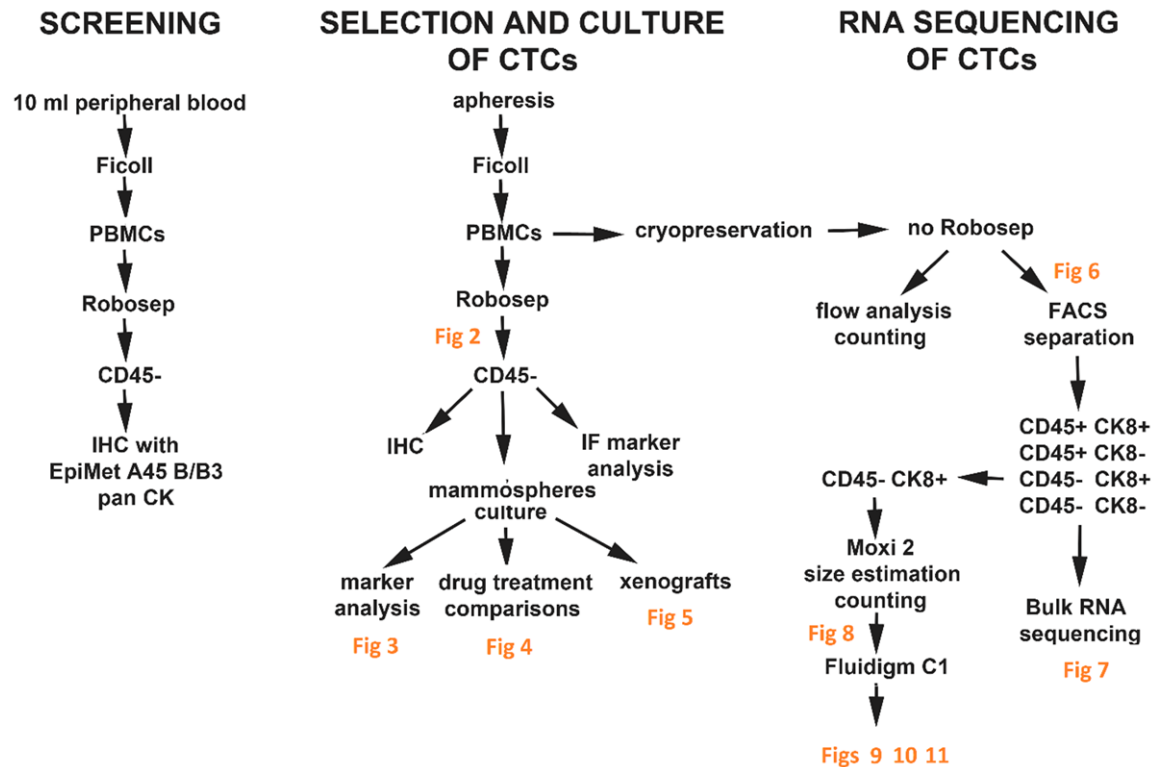 SCREENING
10 ml peripheral blood
Ficoll
PBMCs
Robosep
CD45-
IHC with
EpiMet A45 B/B3
pan CK
SELECTION AND CULTURE
OF CTCs
apheresis
Ficoll
PBMCs
Robosep
Fig 2
CD45-
IHC
IF marker
analysis
mammospheres
culture
marker
analysis
Fig 3
drug treatment
comparisons
Fig 4
xenografts
Fig 5
RNA SEQUENCING
OF CTCs
cryopreservation
no Robosep
flow analysis
counting
Fig 6
FACS
separation
CD45+ CK8+
CD45+ CK8-
CD45- CK8+
CD45- CK8-
CD45- CK8+
Moxi 2
size estimation
counting
Fig 8
Fluidigm C1
Figs 9 10 11
Bulk RNA
sequencing
Fig 7